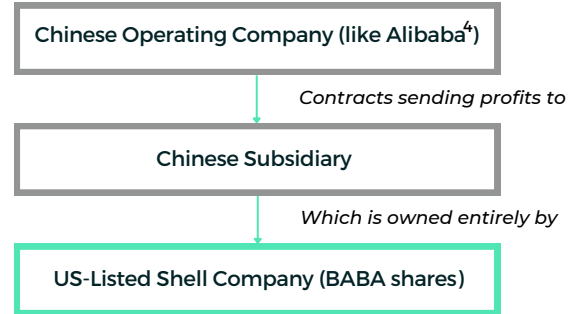 Chinese Operating Company (like Alibaba⁴)
Contracts sending profits to
Chinese Subsidiary
Which is owned entirely by
US-Listed Shell Company (BABA shares)